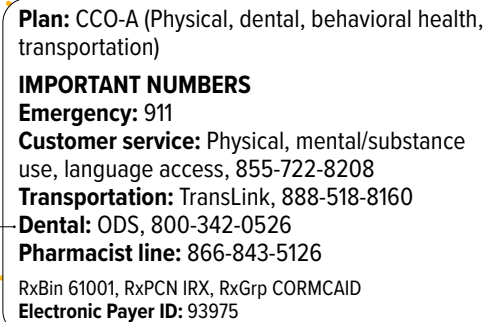 Plan: CCO-A (Physical, dental, behavioral health,
transportation)
IMPORTANT NUMBERS
Emergency: 911
Customer service: Physical, mental/substance
use, language access, 855-722-8208
Transportation: TransLink, 888-518-8160
Dental: ODS, 800-342-0526
Pharmacist line: 866-843-5126
RxBin 61001, RxPCN IRX, RxGrp CORMCAID
Electronic Payer ID: 93975